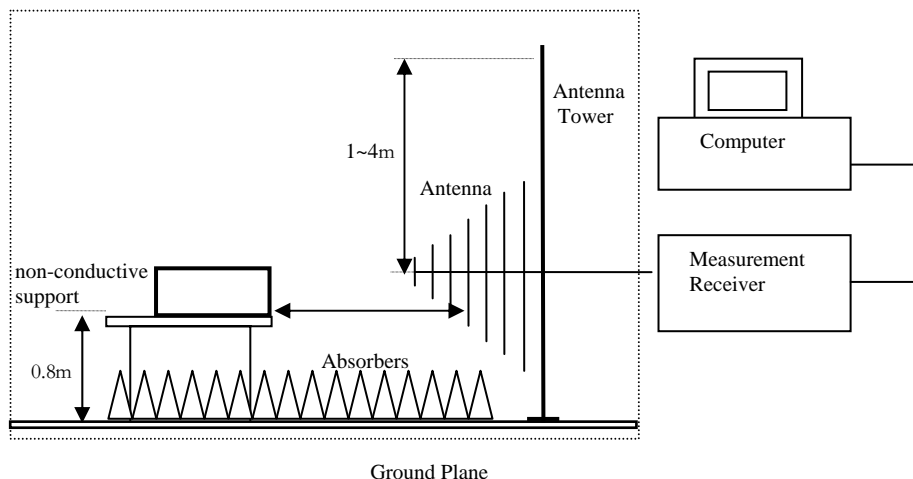 Antenna
Tower
Computer
1~4m
Antenna
Measurement
Receiver
non-conductive
support
0.8m
Absorbers
Ground Plane